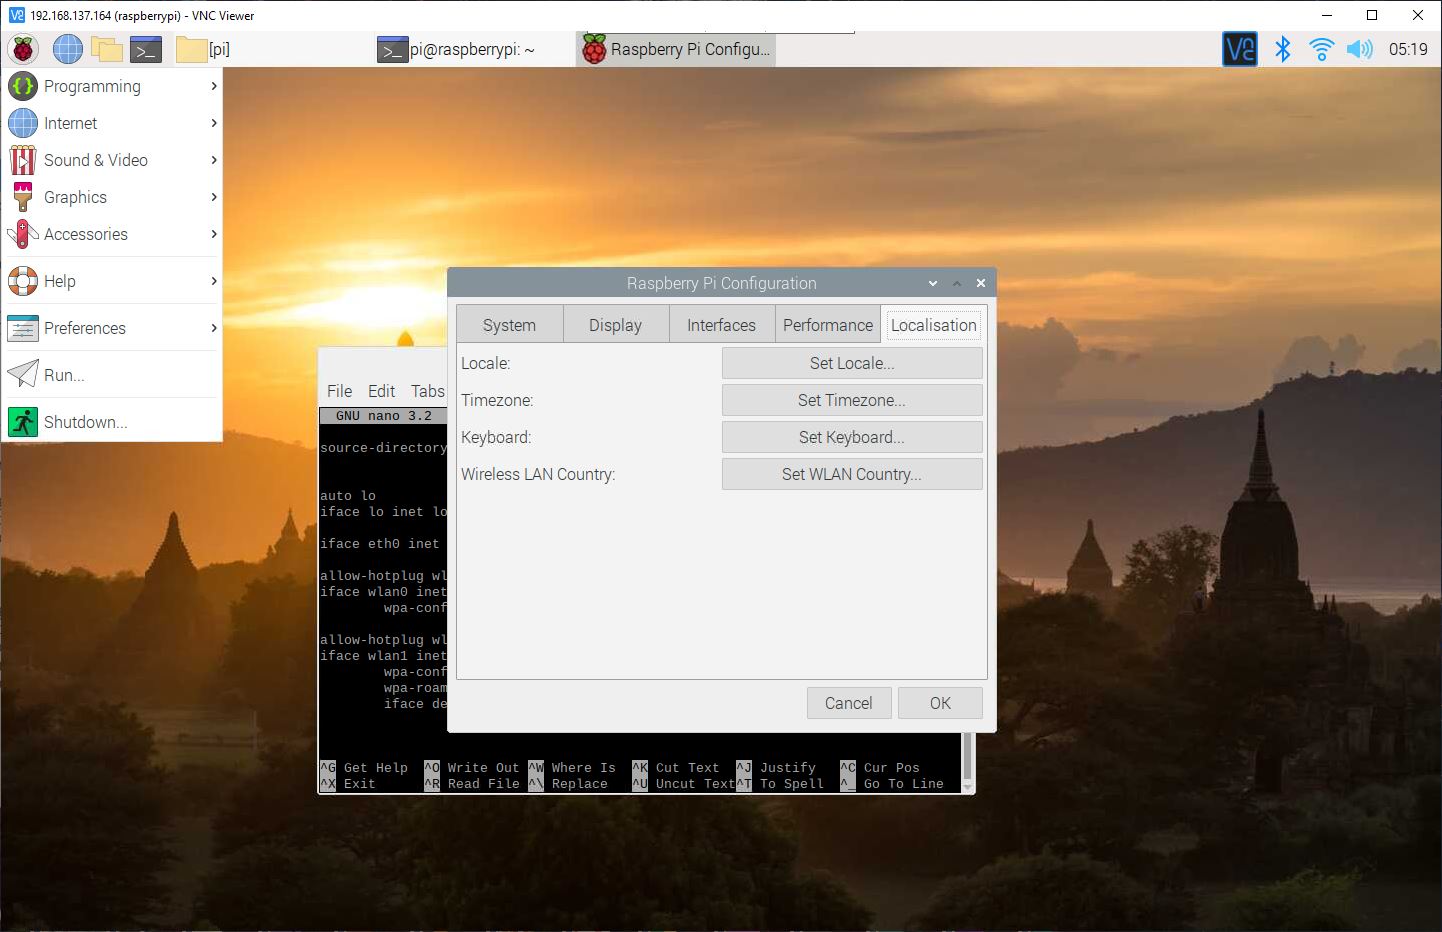 192.168.137.164 (raspberrypi) - VNC Viewer
[pi]
pi@raspberrypi: ~
Raspberry Pi Configu...
05:19
Programming
Internet
Sound & Video
Graphics
Accessories
Help
Preferences
Run...
Shutdown...
Raspberry Pi Configuration
System Display Interfaces Performance Localisation
Locale: Set Locale...
Timezone: Set Timezone...
Keyboard: Set Keyboard...
Wireless LAN Country: Set WLAN Country...
Cancel OK
File Edit Tabs
GNU nano 3.2
source-directory
auto lo
iface lo inet lo
iface eth0 inet
allow-hotplug wl
iface wlan0 inet
wpa-conf
allow-hotplug wl
iface wlan1 inet
wpa-conf
wpa-roam
iface de
^G Get Help ^O Write Out ^W Where Is ^K Cut Text ^J Justify ^C Cur Pos
^X Exit ^R Read File ^\ Replace ^U Uncut Text ^T To Spell ^_ Go To Line